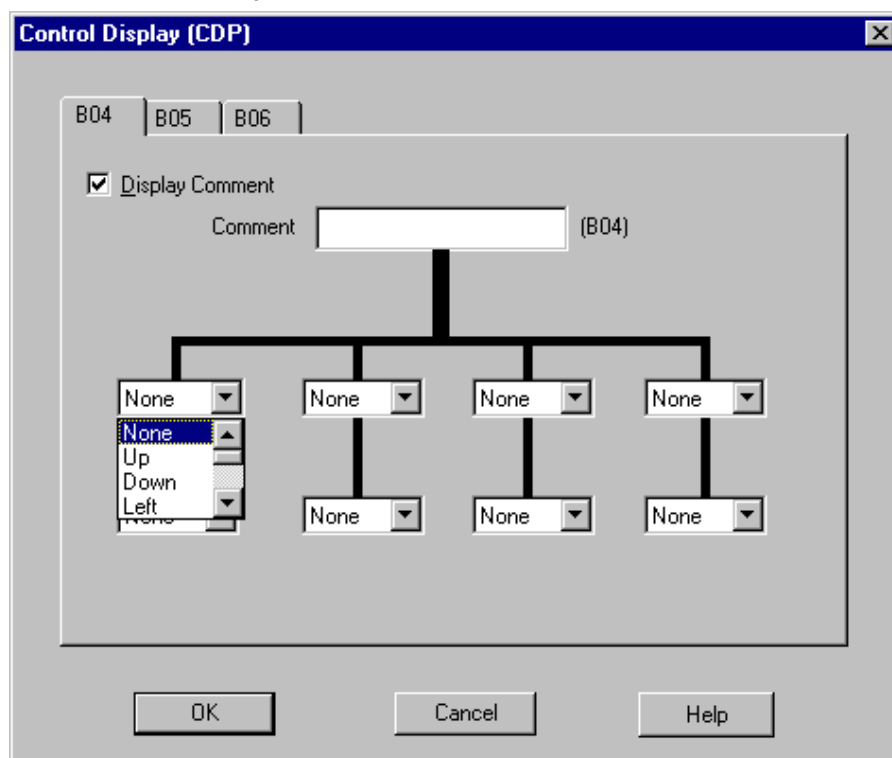 Control Display (CDP)
B04 B05 B06
Display Comment
Comment (B04)
None None None None
None
Up
Down
Left
None None None None
OK Cancel Help